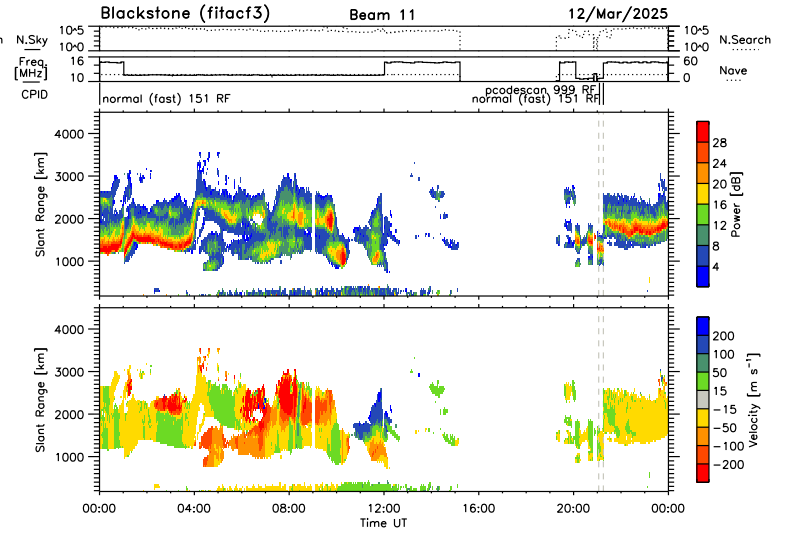 Blackstone (fitacf3) Beam 11 12/Mar/2025
n N.Sky 10^5 10^0 10^5 10^0 N.Search
Freq. [MHz] 16 10 60 0 Nave
CPID normal (fast) 151 RF pcodescan 999 RF normal (fast) 151 RF
Slant Range [km]
4000
3000
2000
1000
28
24
20
16
12
8
4
Power [dB]
Slant Range [km]
4000
3000
2000
1000
200
100
50
15
-15
-50
-100
-200
Velocity [m s^-1]
00:00 04:00 08:00 12:00 16:00 20:00 00:00
Time UT